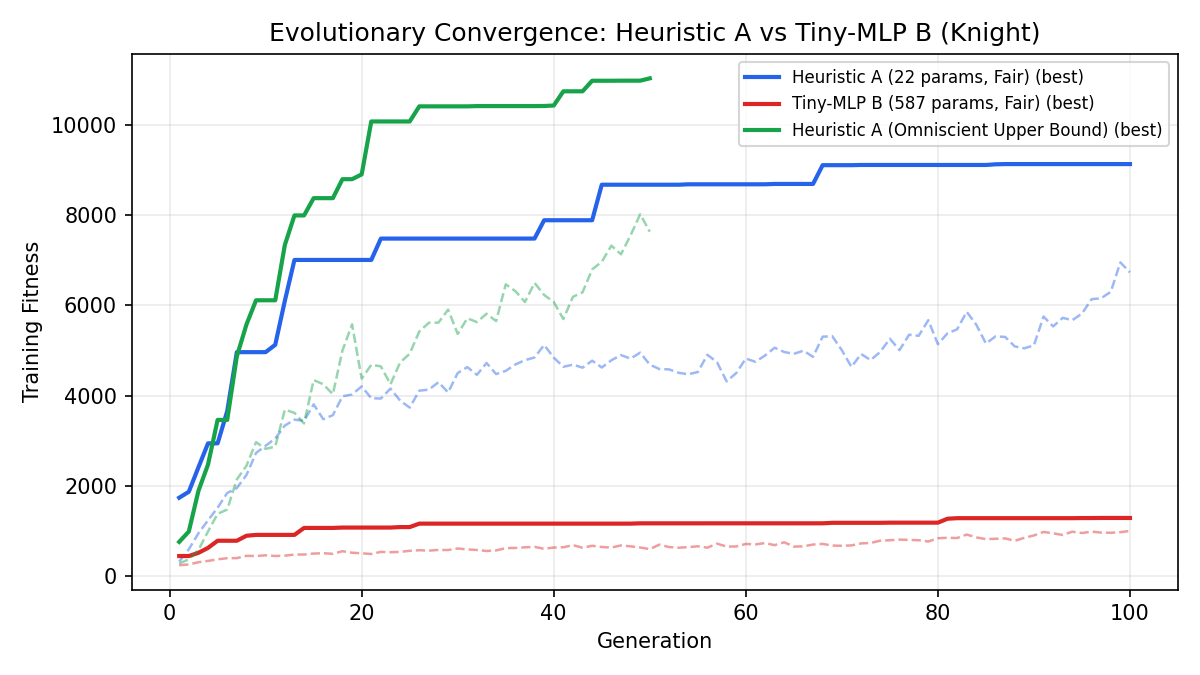 Evolutionary Convergence: Heuristic A vs Tiny-MLP B (Knight)
Heuristic A (22 params, Fair) (best)
Tiny-MLP B (587 params, Fair) (best)
Heuristic A (Omniscient Upper Bound) (best)
Training Fitness
10000
8000
6000
4000
2000
0
0
20
40
60
80
100
Generation